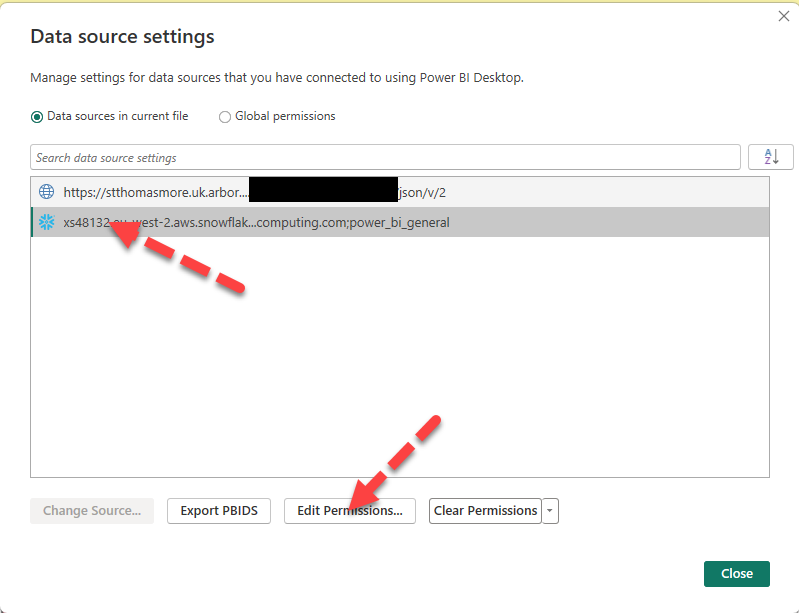 Data source settings
Manage settings for data sources that you have connected to using Power BI Desktop.
Data sources in current file Global permissions
Search data source settings
A Z
https://stthomasmore.uk.arbor.... json/v/2
xs48132.eu-west-2.aws.snowflak...computing.com;power_bi_general
Change Source... Export PBIDS Edit Permissions... Clear Permissions
Close